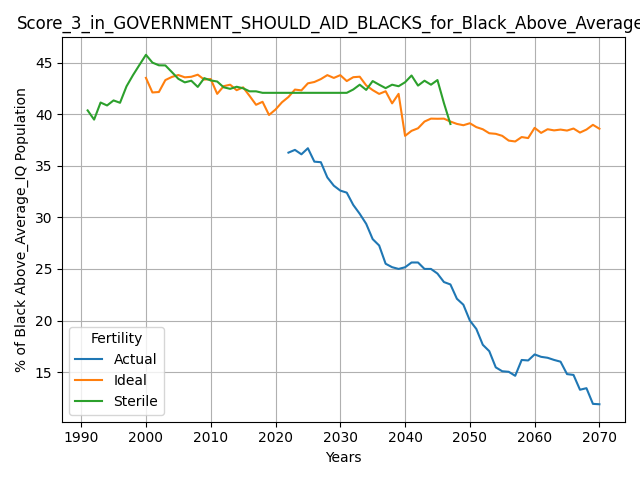 Score_3_in_GOVERNMENT_SHOULD_AID_BLACKS_for_Black_Above_Average
% of Black Above_Average_IQ Population
45
40
35
30
25
20
15
Fertility
Actual
Ideal
Sterile
1990 2000 2010 2020 2030 2040 2050 2060 2070
Years